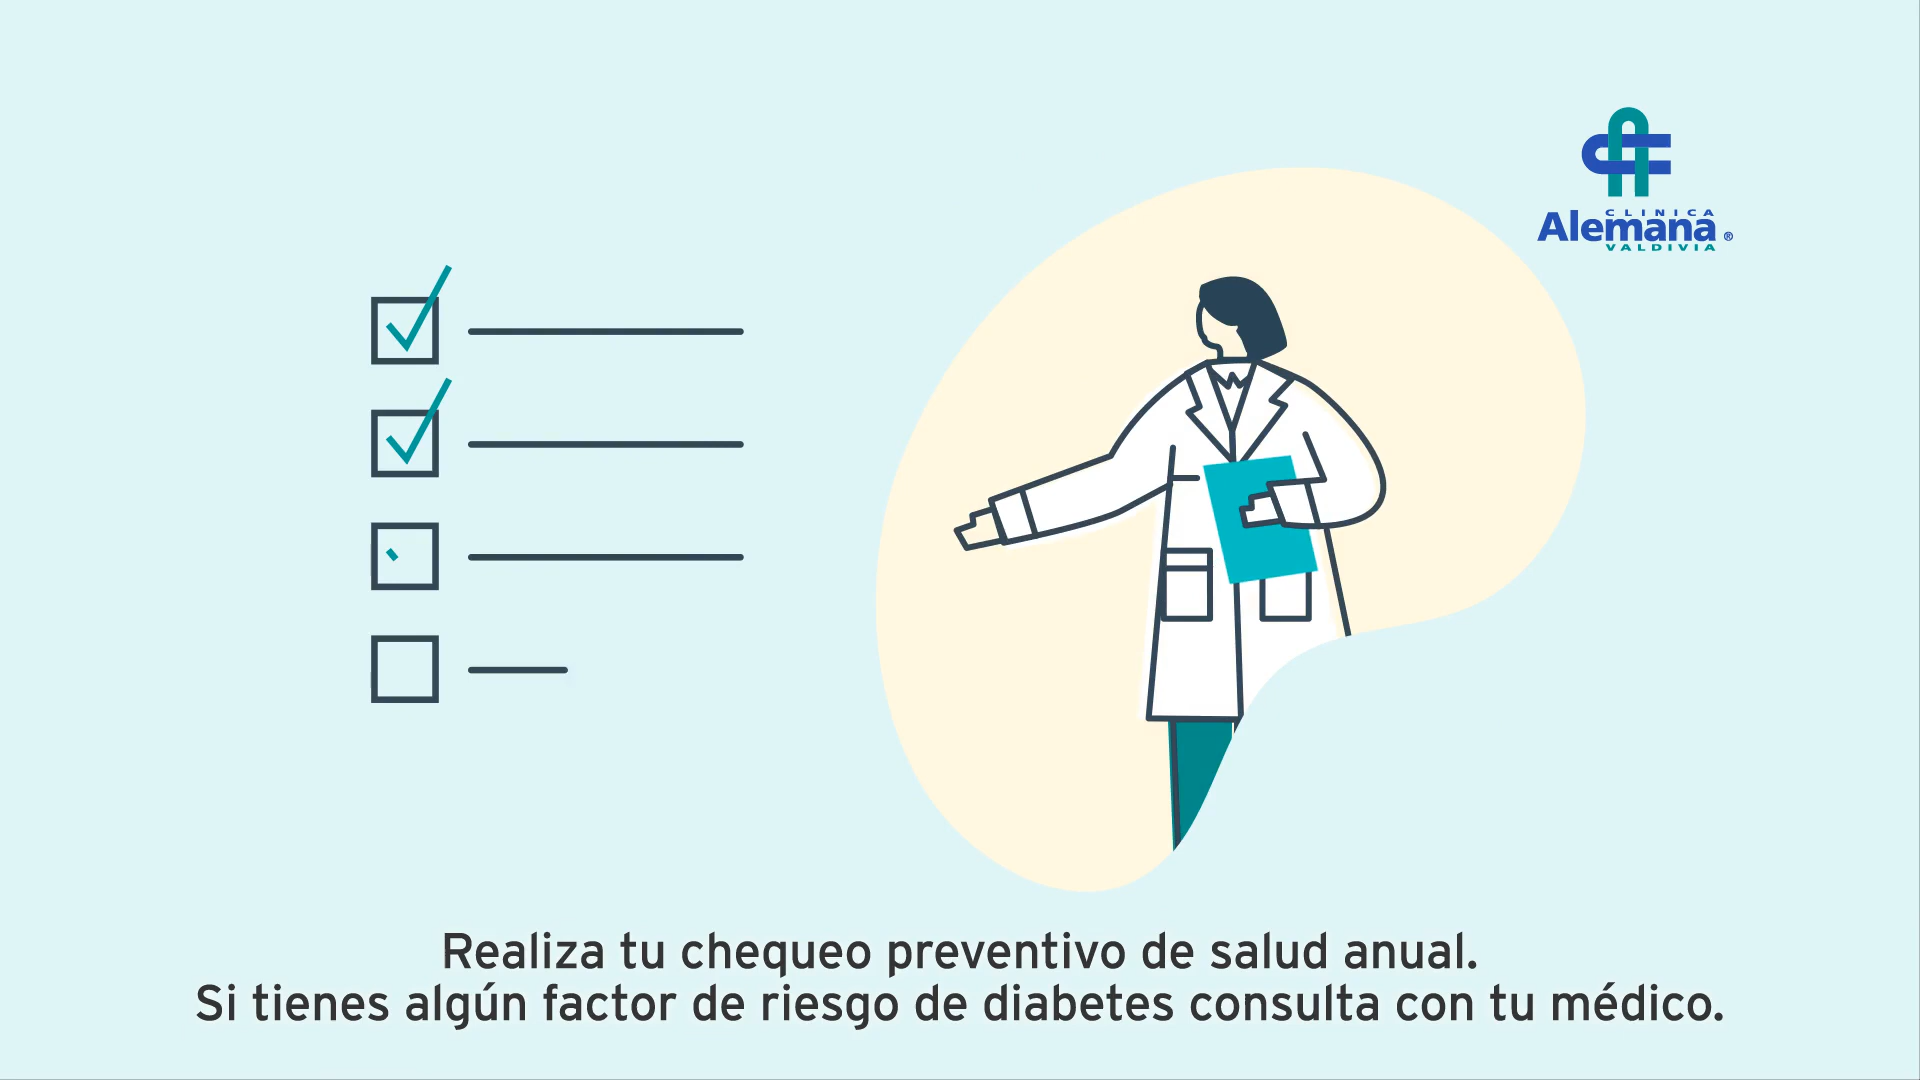 CLINICA
Alemana®
VALDIVIA
Realiza tu chequeo preventivo de salud anual.
Si tienes algún factor de riesgo de diabetes consulta con tu médico.